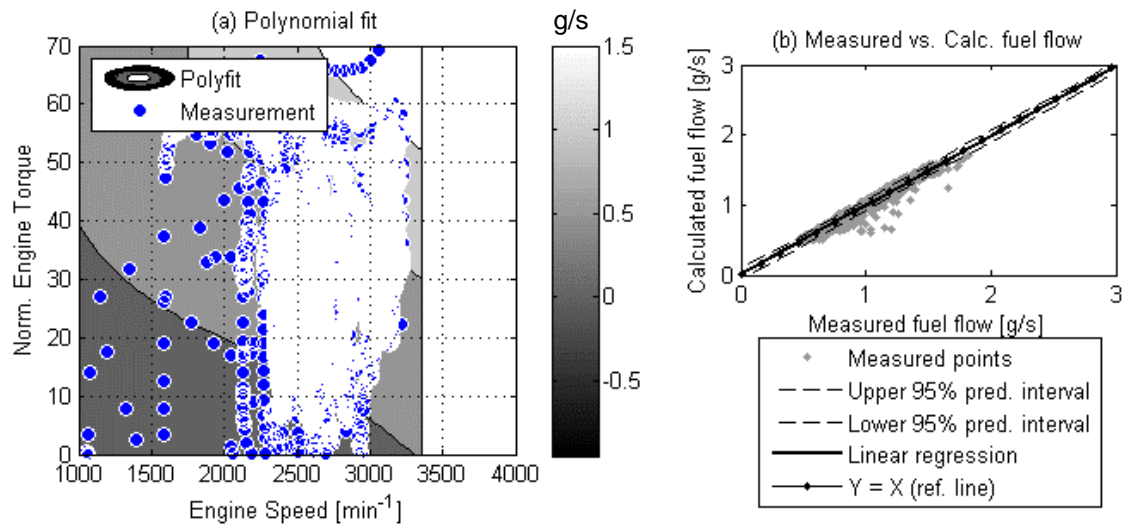 (a) Polynomial fit
g/s
70
60
50
40
30
20
10
0
Norm. Engine Torque
Polyfit
Measurement
1000 1500 2000 2500 3000 3500 4000
Engine Speed [min-1]
1.5
1
0.5
0
-0.5
(b) Measured vs. Calc. fuel flow
Calculated fuel flow [g/s]
3
2
1
0
0 1 2 3
Measured fuel flow [g/s]
Measured points
Upper 95% pred. interval
Lower 95% pred. interval
Linear regression
Y = X (ref. line)